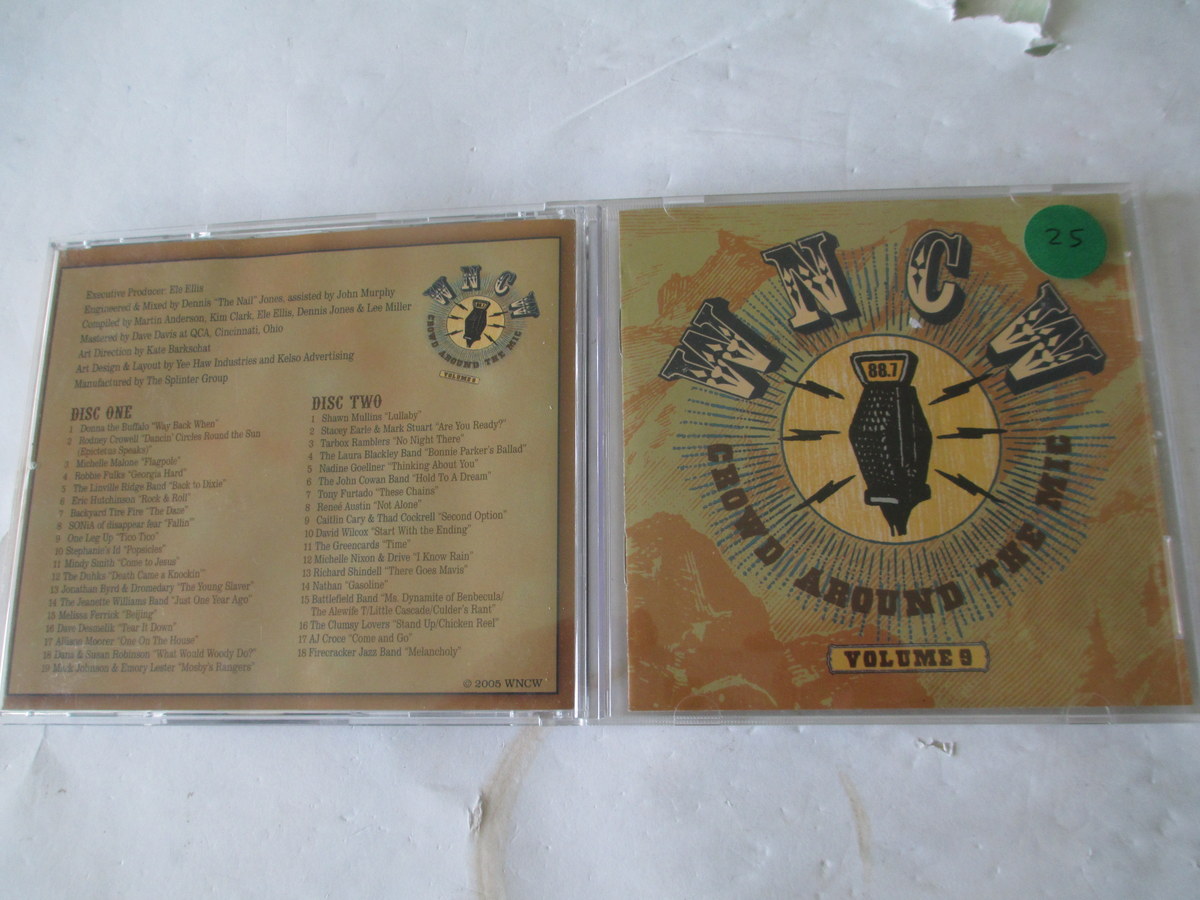 Executive Producer: Ele Ellis
Engineered & Mixed by Dennis "The Nail" Jones, assisted by John Murphy
Compiled by Martin Anderson, Kim Clark, Ele Ellis, Dennis Jones & Lee Miller
Mastered by Dave Davis at QCA, Cincinnati, Ohio
Art Direction by Kate Barkschat
Art Design & Layout by Yee Haw Industries and Kelso Advertising
Manufactured by The Splinter Group
WNCW
CROWD AROUND THE MIC
VOLUME 9
DISC ONE
1 Donna the Buffalo "Way Back When"
2 Rodney Crowell "Dancin' Circles Round the Sun
(Epictetus Speaks)"
3 Michelle Malone "Flagpole"
4 Robbie Fulks "Georgia Hard"
5 The Linville Ridge Band "Back to Dixie"
6 Eric Hutchinson "Rock & Roll"
7 Backyard Tire Fire "The Daze"
8 SONiA of disappear fear "Fallin"
9 One Leg Up "Tico Tico"
10 Stephanie's Id "Popsicles"
11 Mindy Smith "Come to Jesus"
12 The Duhks "Death Came a Knockin'"
13 Jonathan Byrd & Dromedary "The Young Slaver"
14 The Jeanette Williams Band "Just One Year Ago"
15 Melissa Ferrick "Beijing"
16 Dave Desmelik "Tear It Down"
17 Allison Moorer "One On The House"
18 Dana & Susan Robinson "What Would Woody Do?"
19 Mark Johnson & Emory Lester "Mosby's Rangers"
DISC TWO
1 Shawn Mullins "Lullaby"
2 Stacey Earle & Mark Stuart "Are You Ready?"
3 Tarbox Ramblers "No Night There"
4 The Laura Blackley Band "Bonnie Parker's Ballad"
5 Nadine Goellner "Thinking About You"
6 The John Cowan Band "Hold To A Dream"
7 Tony Furtado "These Chains"
8 Reneé Austin "Not Alone"
9 Caitlin Cary & Thad Cockrell "Second Option"
10 David Wilcox "Start With the Ending"
11 The Greencards "Time"
12 Michelle Nixon & Drive "I Know Rain"
13 Richard Shindell "There Goes Mavis"
14 Nathan "Gasoline"
15 Battlefield Band "Ms. Dynamite of Benbecula/
The Alewife T/Little Cascade/Culder's Rant"
16 The Clumsy Lovers "Stand Up/Chicken Reel"
17 AJ Croce "Come and Go"
18 Firecracker Jazz Band "Melancholy"
© 2005 WNCW
25
WNCW
88.7
CROWD AROUND THE MIC
VOLUME 9